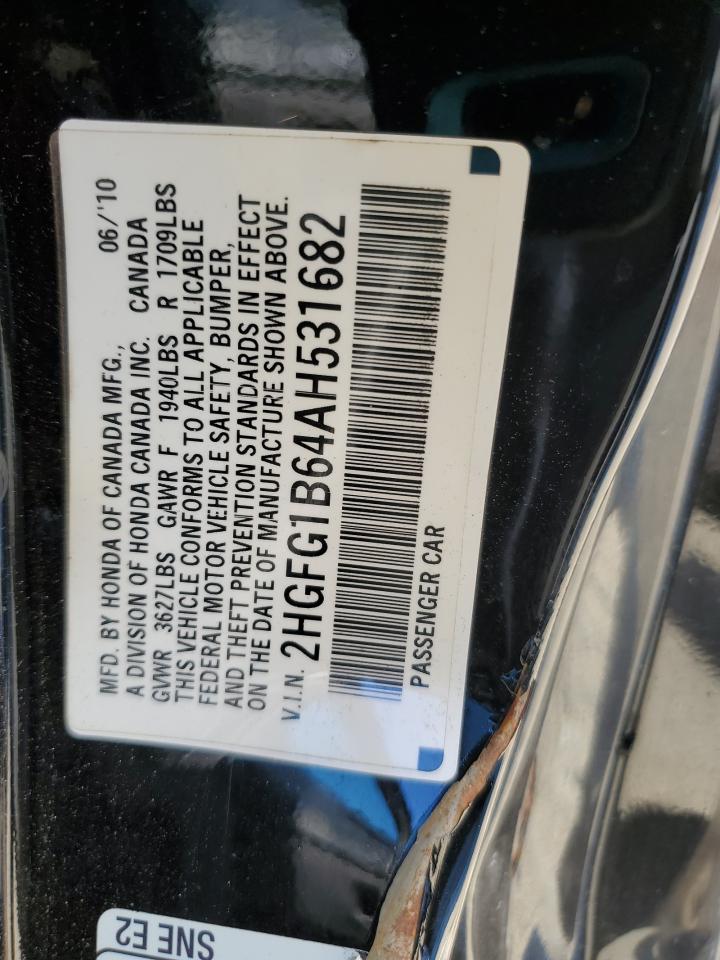 MFD. BY HONDA OF CANADA MFG., 06/'10
A DIVISION OF HONDA CANADA INC. CANADA
GVWR 3627LBS GAWR F 1940LBS R 1709LBS
THIS VEHICLE CONFORMS TO ALL APPLICABLE
FEDERAL MOTOR VEHICLE SAFETY, BUMPER,
AND THEFT PREVENTION STANDARDS IN EFFECT
ON THE DATE OF MANUFACTURE SHOWN ABOVE.
V.I.N. 2HGFG1B64AH531682
PASSENGER CAR
SNE E2